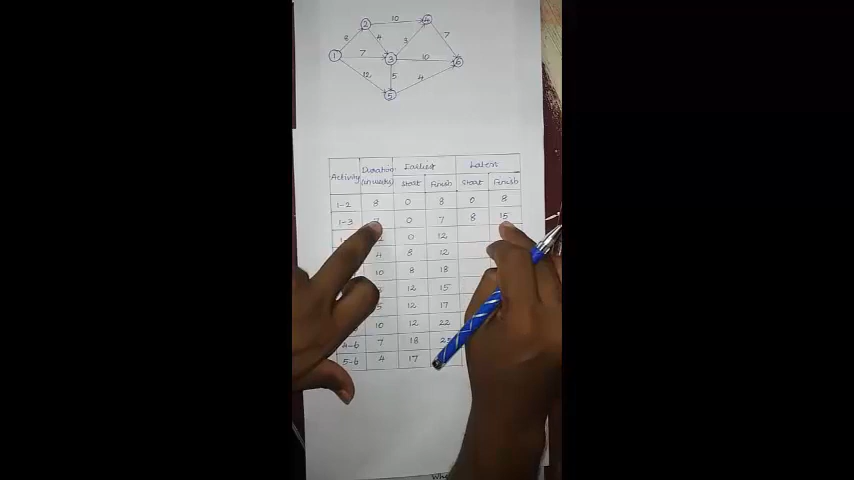 10
2
4
8
4
3
7
1
7
3
10
6
12
5
4
5
Activity Duration Earliest Latest
Start Finish Start Finish
1-2 8 0 8 0 8
1-3 7 0 7 8 15
0 12
4 8 12
10 8 18
12 15
5 12 17
10 12 22
4-6 7 18
5-6 4 17